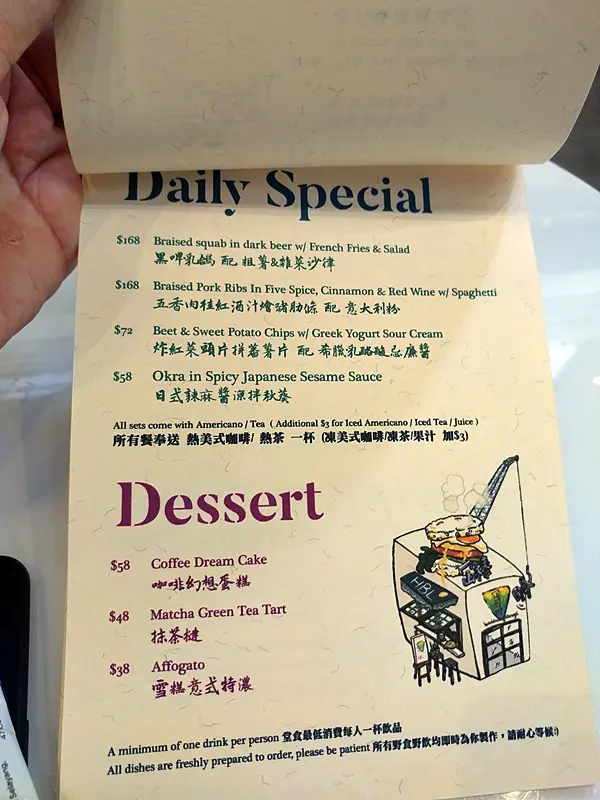 Daily Special
$168 Braised squab in dark beer w/ French Fries & Salad
黑啤乳鴿 配 粗薯&雜菜沙律
$168 Braised Pork Ribs In Five Spice, Cinnamon & Red Wine w/ Spaghetti
五香肉桂紅酒汁燴豬肋條 配 意大利粉
$72 Beet & Sweet Potato Chips w/ Greek Yogurt Sour Cream
炸紅菜頭片拼蕃薯片 配 希臘乳酪酸忌廉醬
$58 Okra in Spicy Japanese Sesame Sauce
日式辣麻醬涼拌秋葵
All sets come with Americano / Tea ( Additional $3 for Iced Americano / Iced Tea / Juice )
所有餐奉送 熱美式咖啡/ 熱茶 一杯 (凍美式咖啡/凍茶/果汁 加$3)
Dessert
$58 Coffee Dream Cake
咖啡幻想蛋糕
$48 Matcha Green Tea Tart
抹茶撻
$38 Affogato
雪糕意式特濃
HBL
A minimum of one drink per person 堂食最低消費每人一杯飲品
All dishes are freshly prepared to order, please be patient 所有野食野飲均即時為你製作，請耐心等候:)